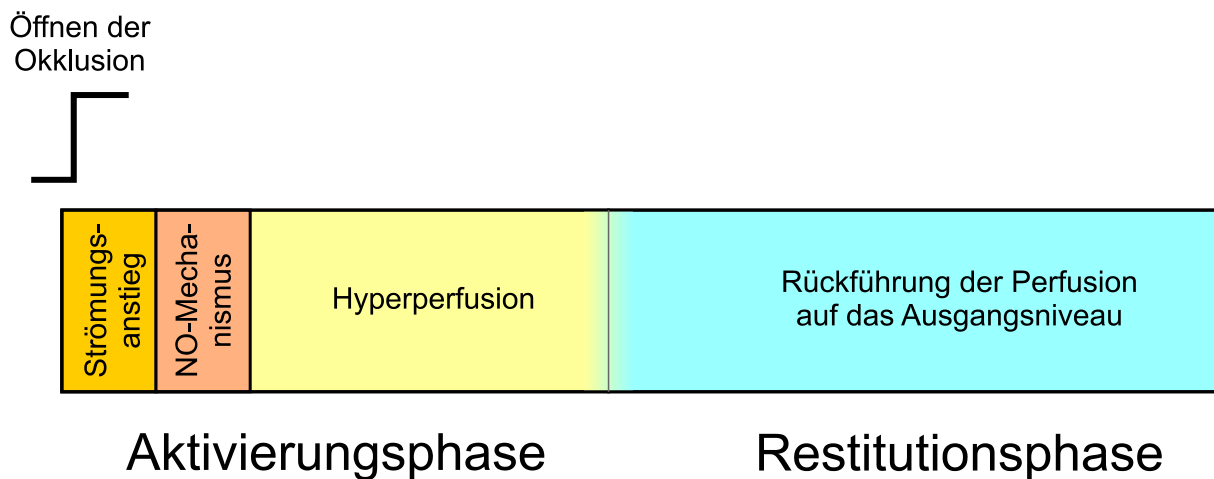 Öffnen der
Okklusion
Strömungs-
anstieg
NO-Mecha-
nismus
Hyperperfusion
Rückführung der Perfusion
auf das Ausgangsniveau
Aktivierungsphase
Restitutionsphase